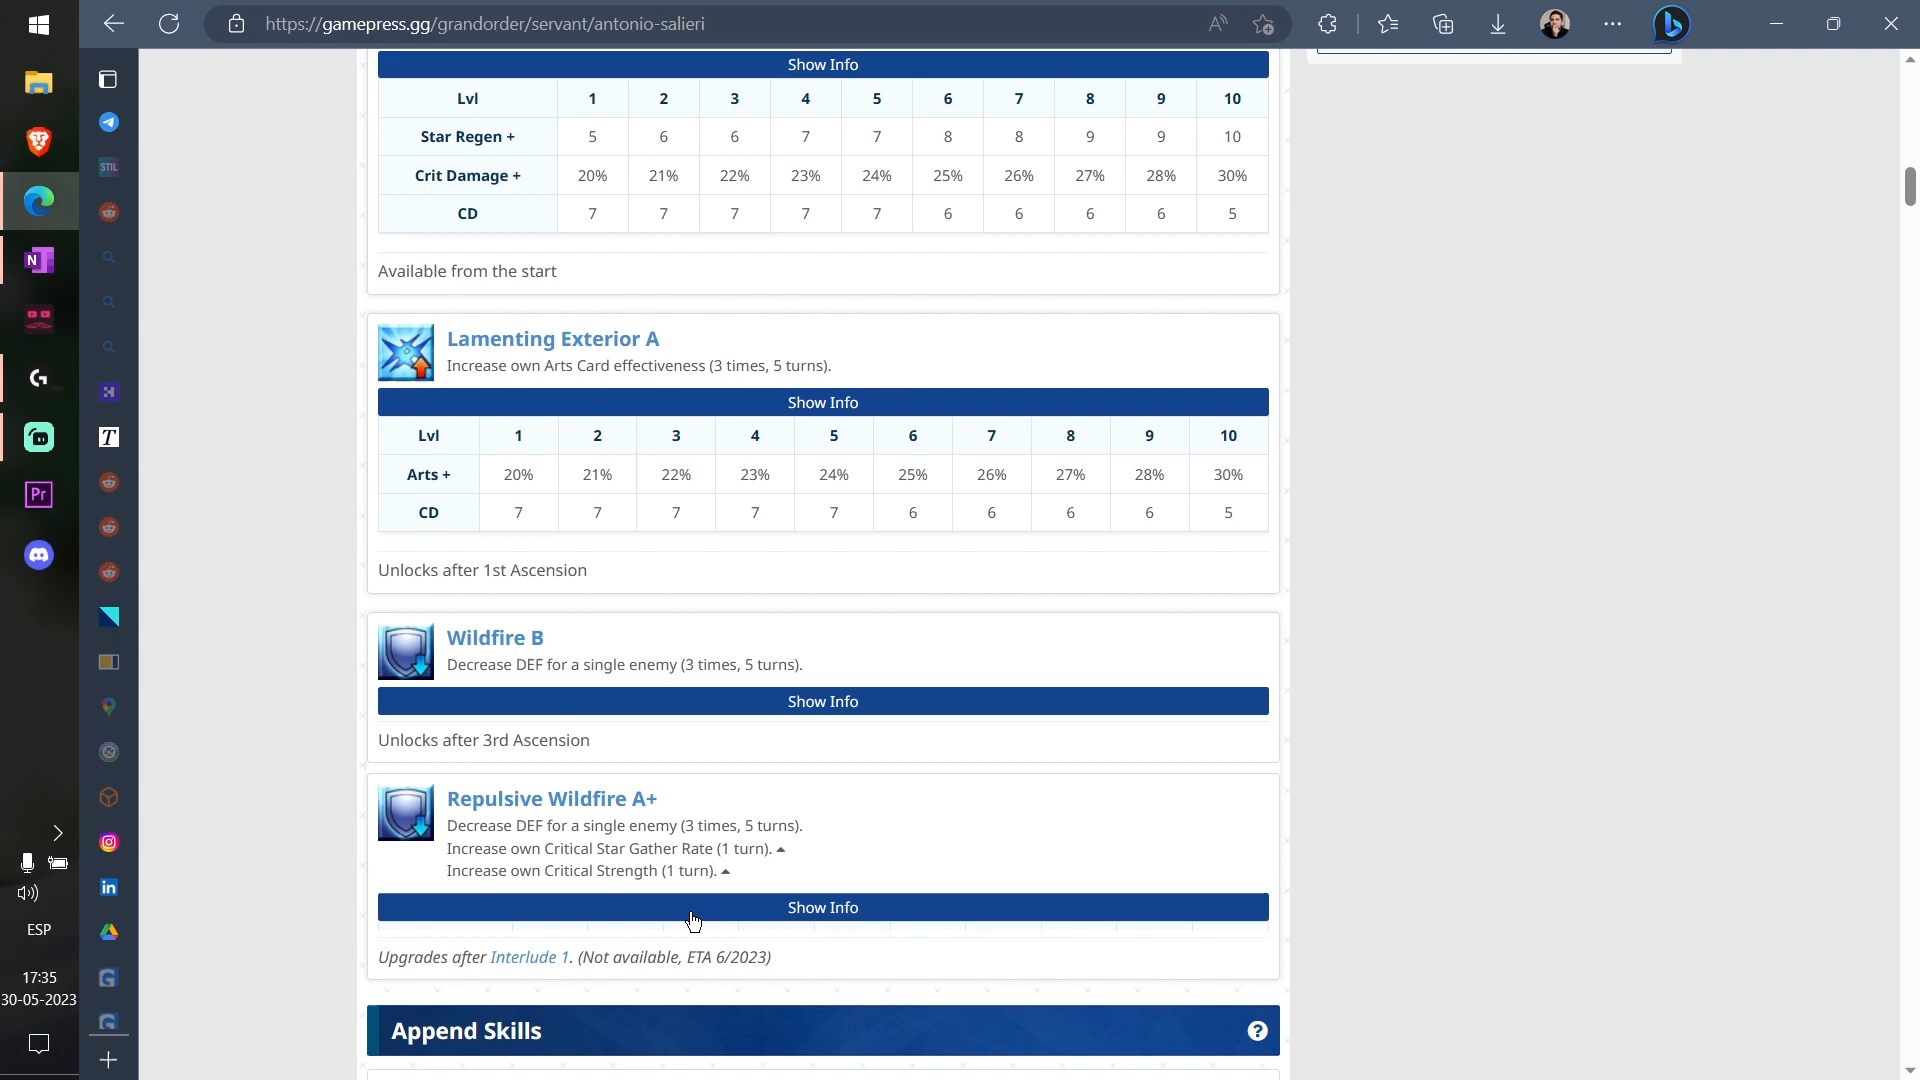 https://gamepress.gg/grandorder/servant/antonio-salieri
Show Info
Lvl 1 2 3 4 5 6 7 8 9 10
Star Regen + 5 6 6 7 7 8 8 9 9 10
Crit Damage + 20% 21% 22% 23% 24% 25% 26% 27% 28% 30%
CD 7 7 7 7 7 6 6 6 6 5
Available from the start
Lamenting Exterior A
Increase own Arts Card effectiveness (3 times, 5 turns).
Show Info
Lvl 1 2 3 4 5 6 7 8 9 10
Arts + 20% 21% 22% 23% 24% 25% 26% 27% 28% 30%
CD 7 7 7 7 7 6 6 6 6 5
Unlocks after 1st Ascension
Wildfire B
Decrease DEF for a single enemy (3 times, 5 turns).
Show Info
Unlocks after 3rd Ascension
Repulsive Wildfire A+
Decrease DEF for a single enemy (3 times, 5 turns).
Increase own Critical Star Gather Rate (1 turn).
Increase own Critical Strength (1 turn).
Show Info
Upgrades after Interlude 1. (Not available, ETA 6/2023)
Append Skills
?
STIL
N
T
Pr
in
ESP
17:35
30-05-2023